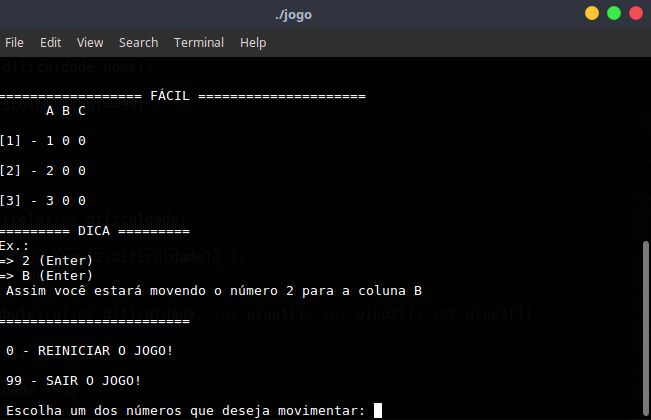 ./jogo
File Edit View Search Terminal Help
================== FÁCIL =====================
A B C
[1] - 1 0 0
[2] - 2 0 0
[3] - 3 0 0
========= DICA =========
Ex.:
=> 2 (Enter)
=> B (Enter)
Assim você estará movendo o número 2 para a coluna B
========================
0 - REINICIAR O JOGO!
99 - SAIR O JOGO!
Escolha um dos números que deseja movimentar: